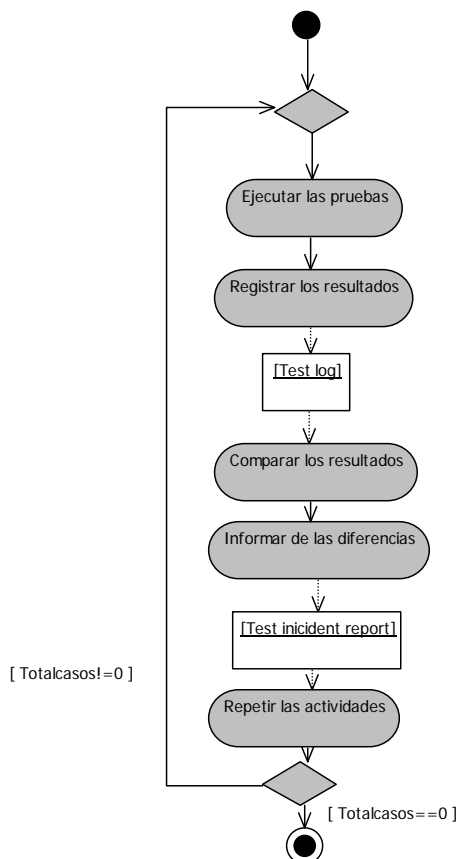 Ejecutar las pruebas
Registrar los resultados
[Test log]
Comparar los resultados
Informar de las diferencias
[Test inicident report]
[ Totalcasos!=0 ]
Repetir las actividades
[ Totalcasos==0 ]